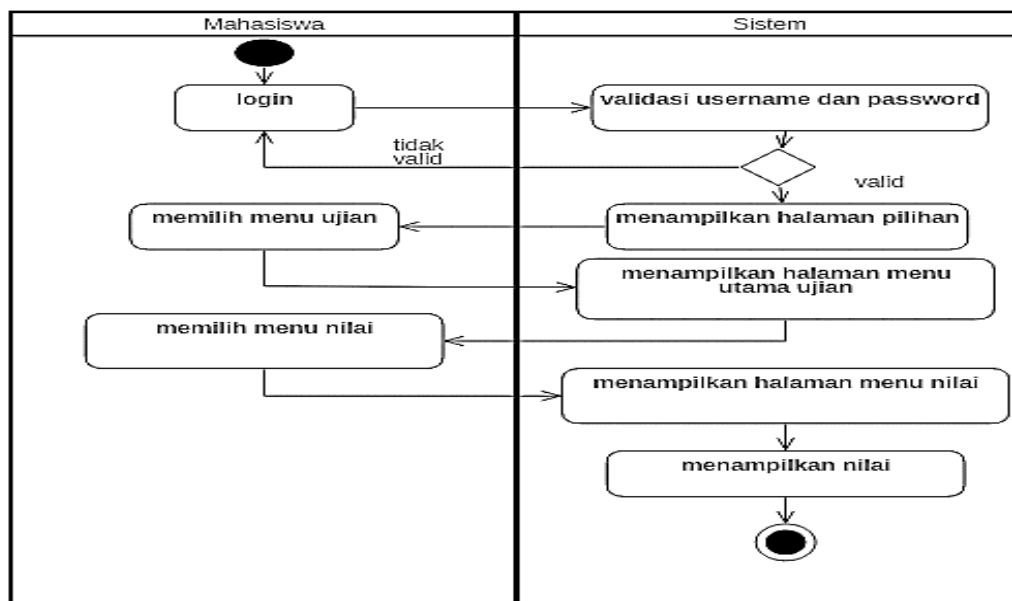 Mahasiswa
Sistem
login
validasi username dan password
tidak
valid
valid
memilih menu ujian
menampilkan halaman pilihan
menampilkan halaman menu
utama ujian
memilih menu nilai
menampilkan halaman menu nilai
menampilkan nilai